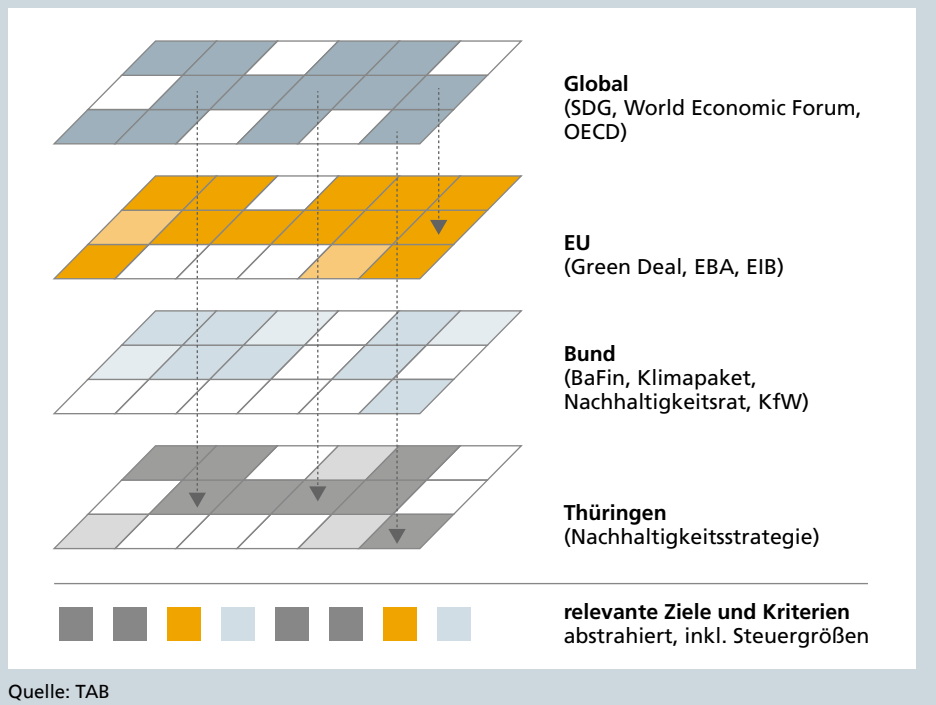 Global
(SDG, World Economic Forum,
OECD)
EU
(Green Deal, EBA, EIB)
Bund
(BaFin, Klimapaket,
Nachhaltigkeitsrat, KfW)
Thüringen
(Nachhaltigkeitsstrategie)
relevante Ziele und Kriterien
abstrahiert, inkl. Steuergrößen
Quelle: TAB